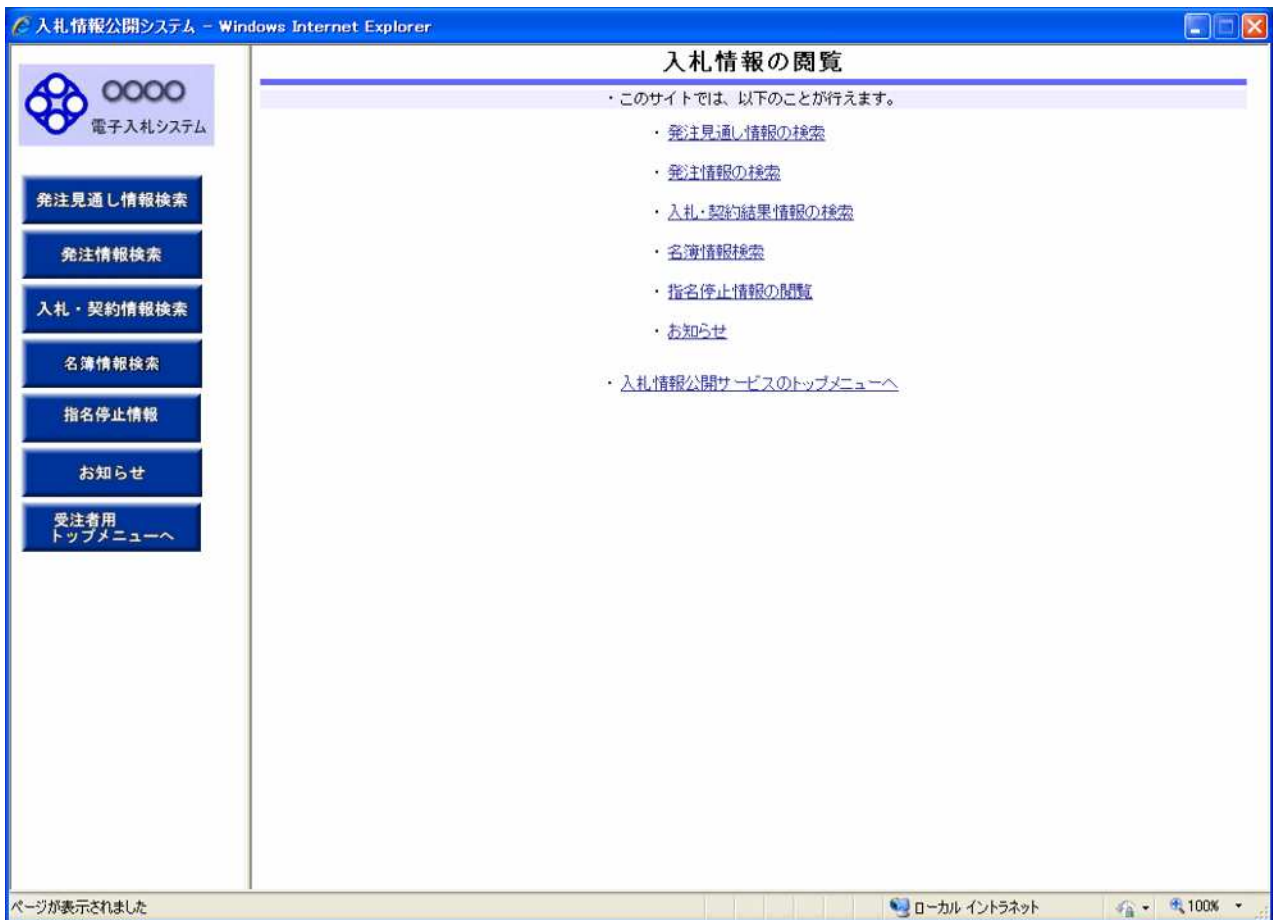 入札情報公開システム - Windows Internet Explorer
○○○○
電子入札システム
発注見通し情報検索
発注情報検索
入札・契約情報検索
名簿情報検索
指名停止情報
お知らせ
受注者用
トップメニューへ
入札情報の閲覧
・このサイトでは、以下のことが行えます。
・発注見通し情報の検索
・発注情報の検索
・入札・契約結果情報の検索
・名簿情報検索
・指名停止情報の閲覧
・お知らせ
・入札情報公開サービスのトップメニューへ
ページが表示されました
ローカル イントラネット
100%